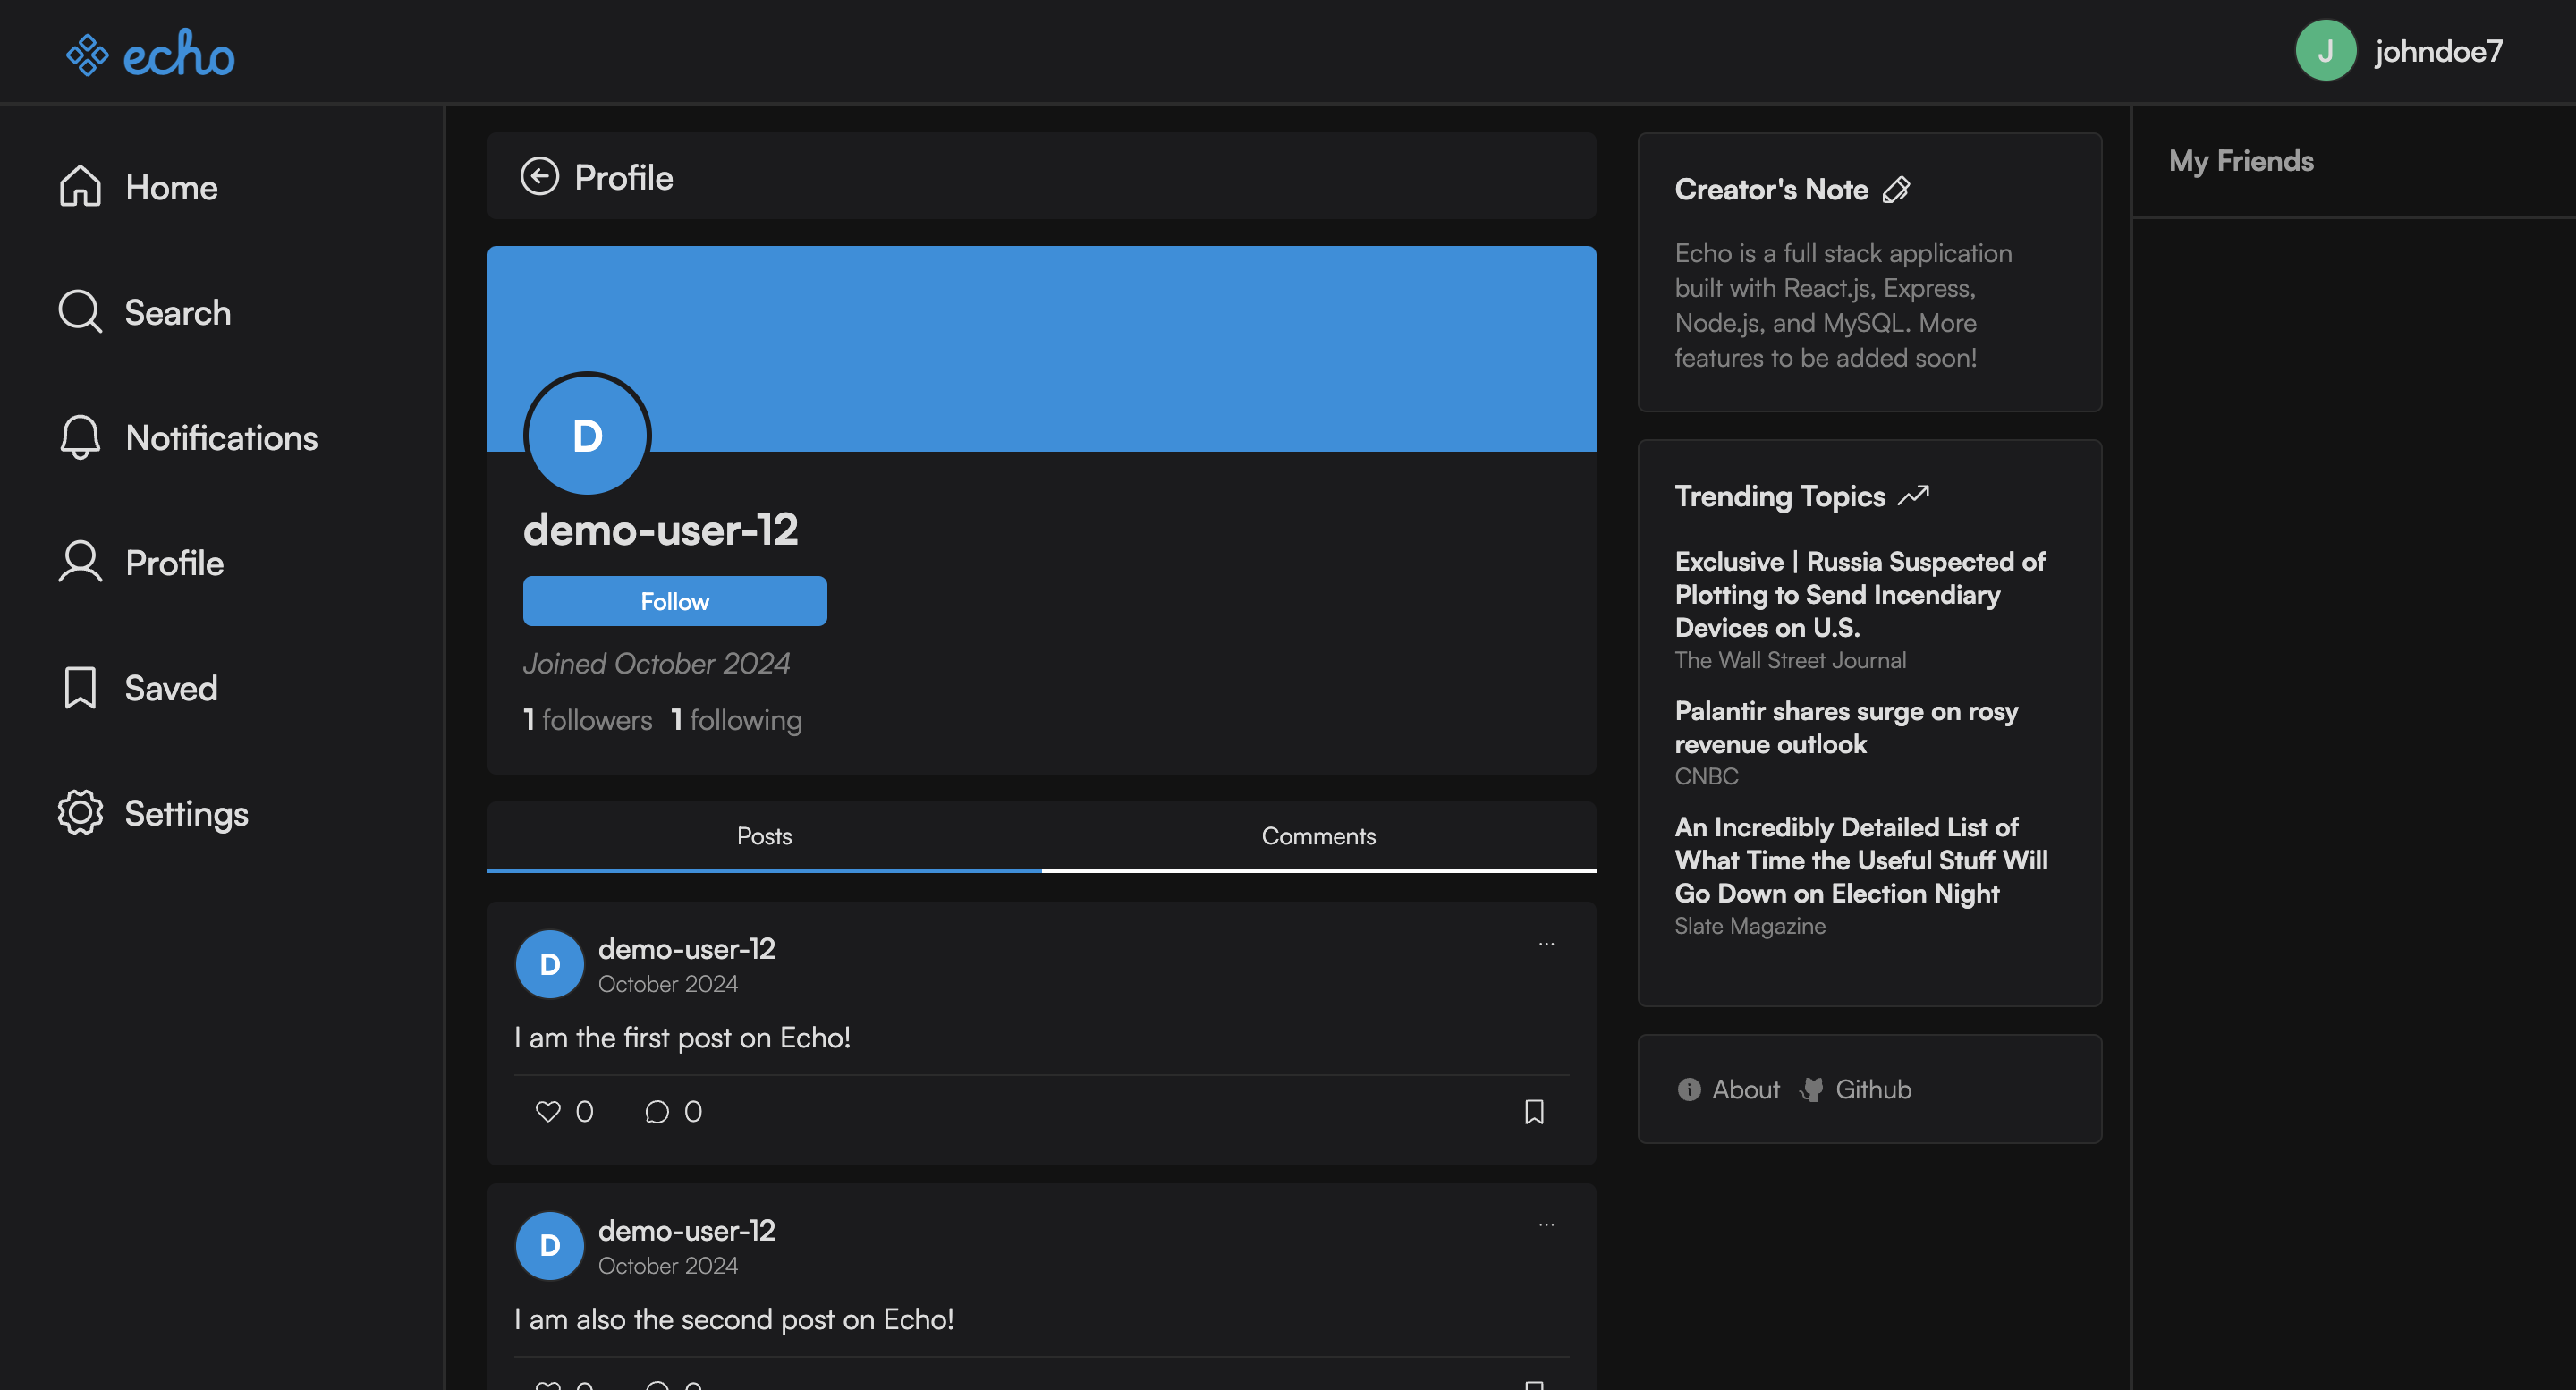 echo
J johndoe7
Home
Search
Notifications
Profile
Saved
Settings
Profile
D
demo-user-12
Follow
Joined October 2024
1 followers 1 following
Posts Comments
D
demo-user-12
October 2024
...
I am the first post on Echo!
0 0
D
demo-user-12
October 2024
...
I am also the second post on Echo!
0 0
Creator's Note
Echo is a full stack application
built with React.js, Express,
Node.js, and MySQL. More
features to be added soon!
Trending Topics
Exclusive | Russia Suspected of
Plotting to Send Incendiary
Devices on U.S.
The Wall Street Journal
Palantir shares surge on rosy
revenue outlook
CNBC
An Incredibly Detailed List of
What Time the Useful Stuff Will
Go Down on Election Night
Slate Magazine
About Github
My Friends